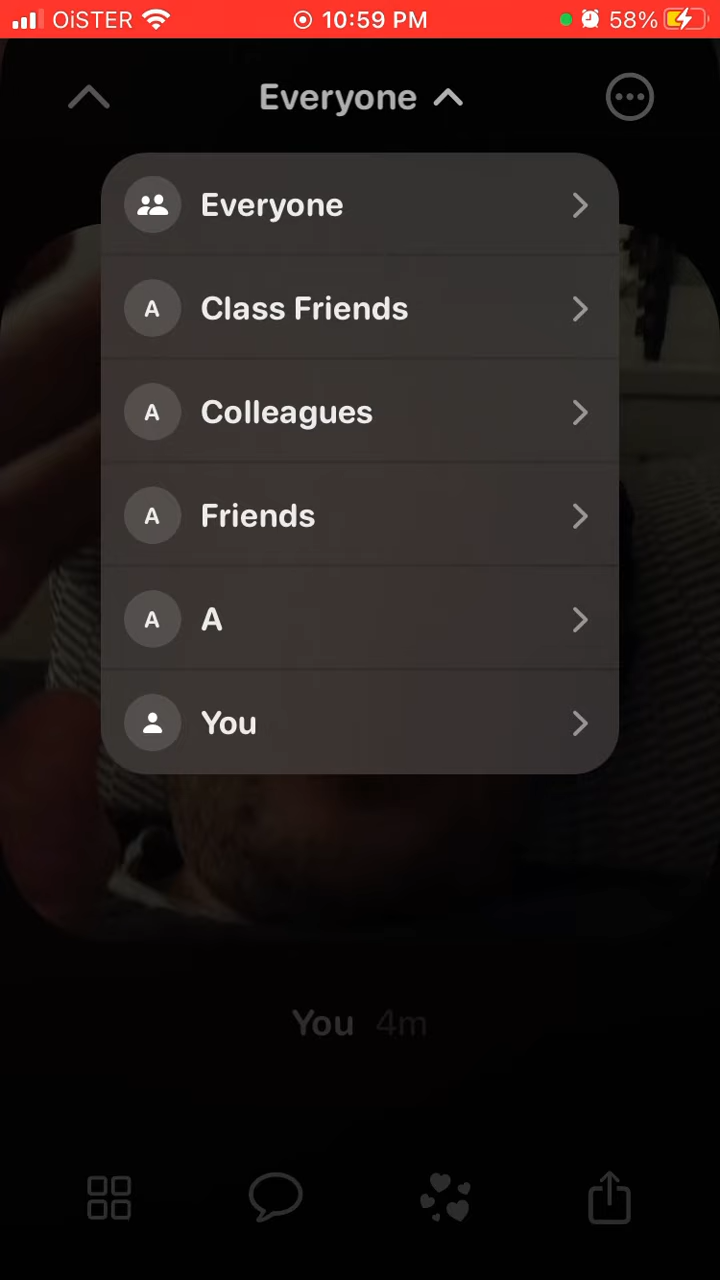 OiSTER 10:59 PM 58%
Everyone
Everyone
A Class Friends
A Colleagues
A Friends
A A
You
You 4m